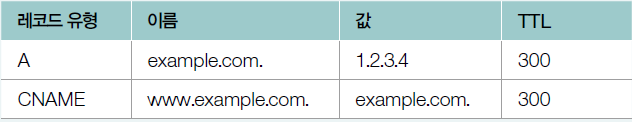 레코드 유형 이름 값 TTL
A example.com. 1.2.3.4 300
CNAME www.example.com. example.com. 300